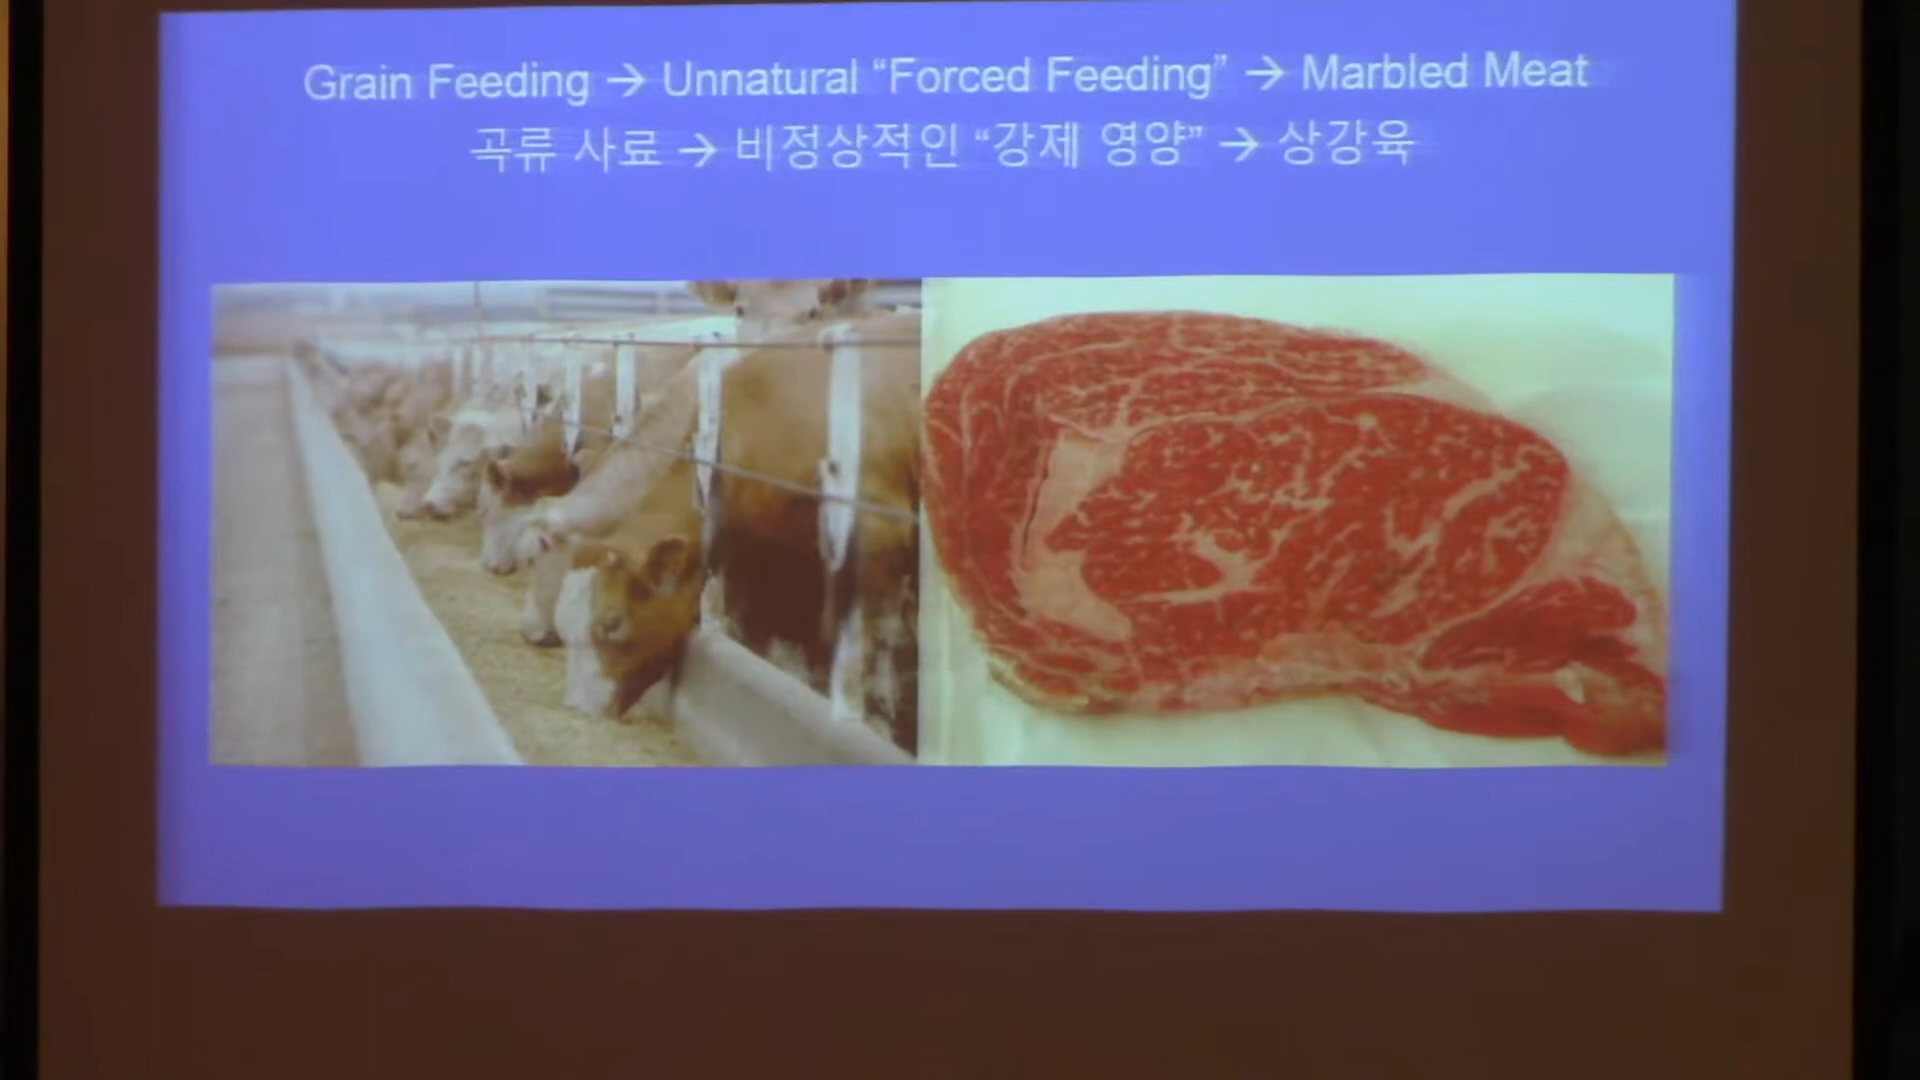 Grain Feeding → Unnatural “Forced Feeding” → Marbled Meat
곡류 사료 → 비정상적인 “강제 영양” → 상강육